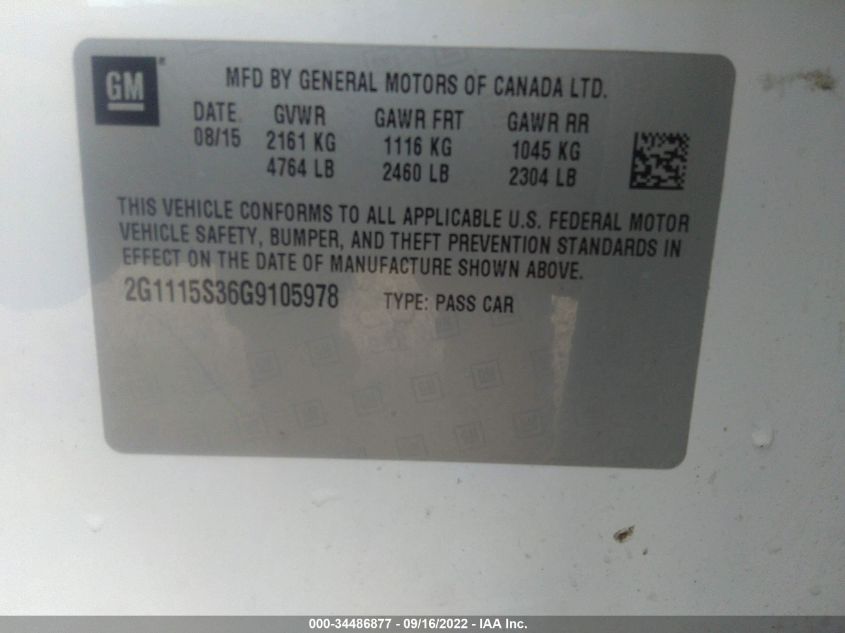 GM
MFD BY GENERAL MOTORS OF CANADA LTD.
DATE GVWR GAWR FRT GAWR RR
08/15 2161 KG 1116 KG 1045 KG
4764 LB 2460 LB 2304 LB
THIS VEHICLE CONFORMS TO ALL APPLICABLE U.S. FEDERAL MOTOR
VEHICLE SAFETY, BUMPER, AND THEFT PREVENTION STANDARDS IN
EFFECT ON THE DATE OF MANUFACTURE SHOWN ABOVE.
2G1115S36G9105978 TYPE: PASS CAR
000-34486877 - 09/16/2022 - IAA Inc.